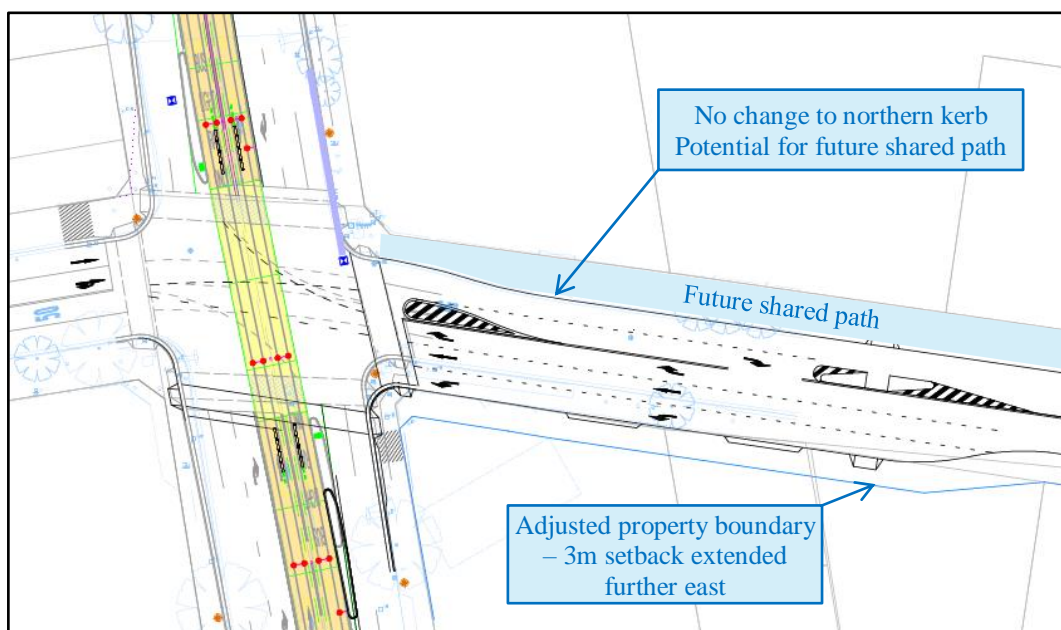 No change to northern kerb
Potential for future shared path
Future shared path
Adjusted property boundary
– 3m setback extended
further east